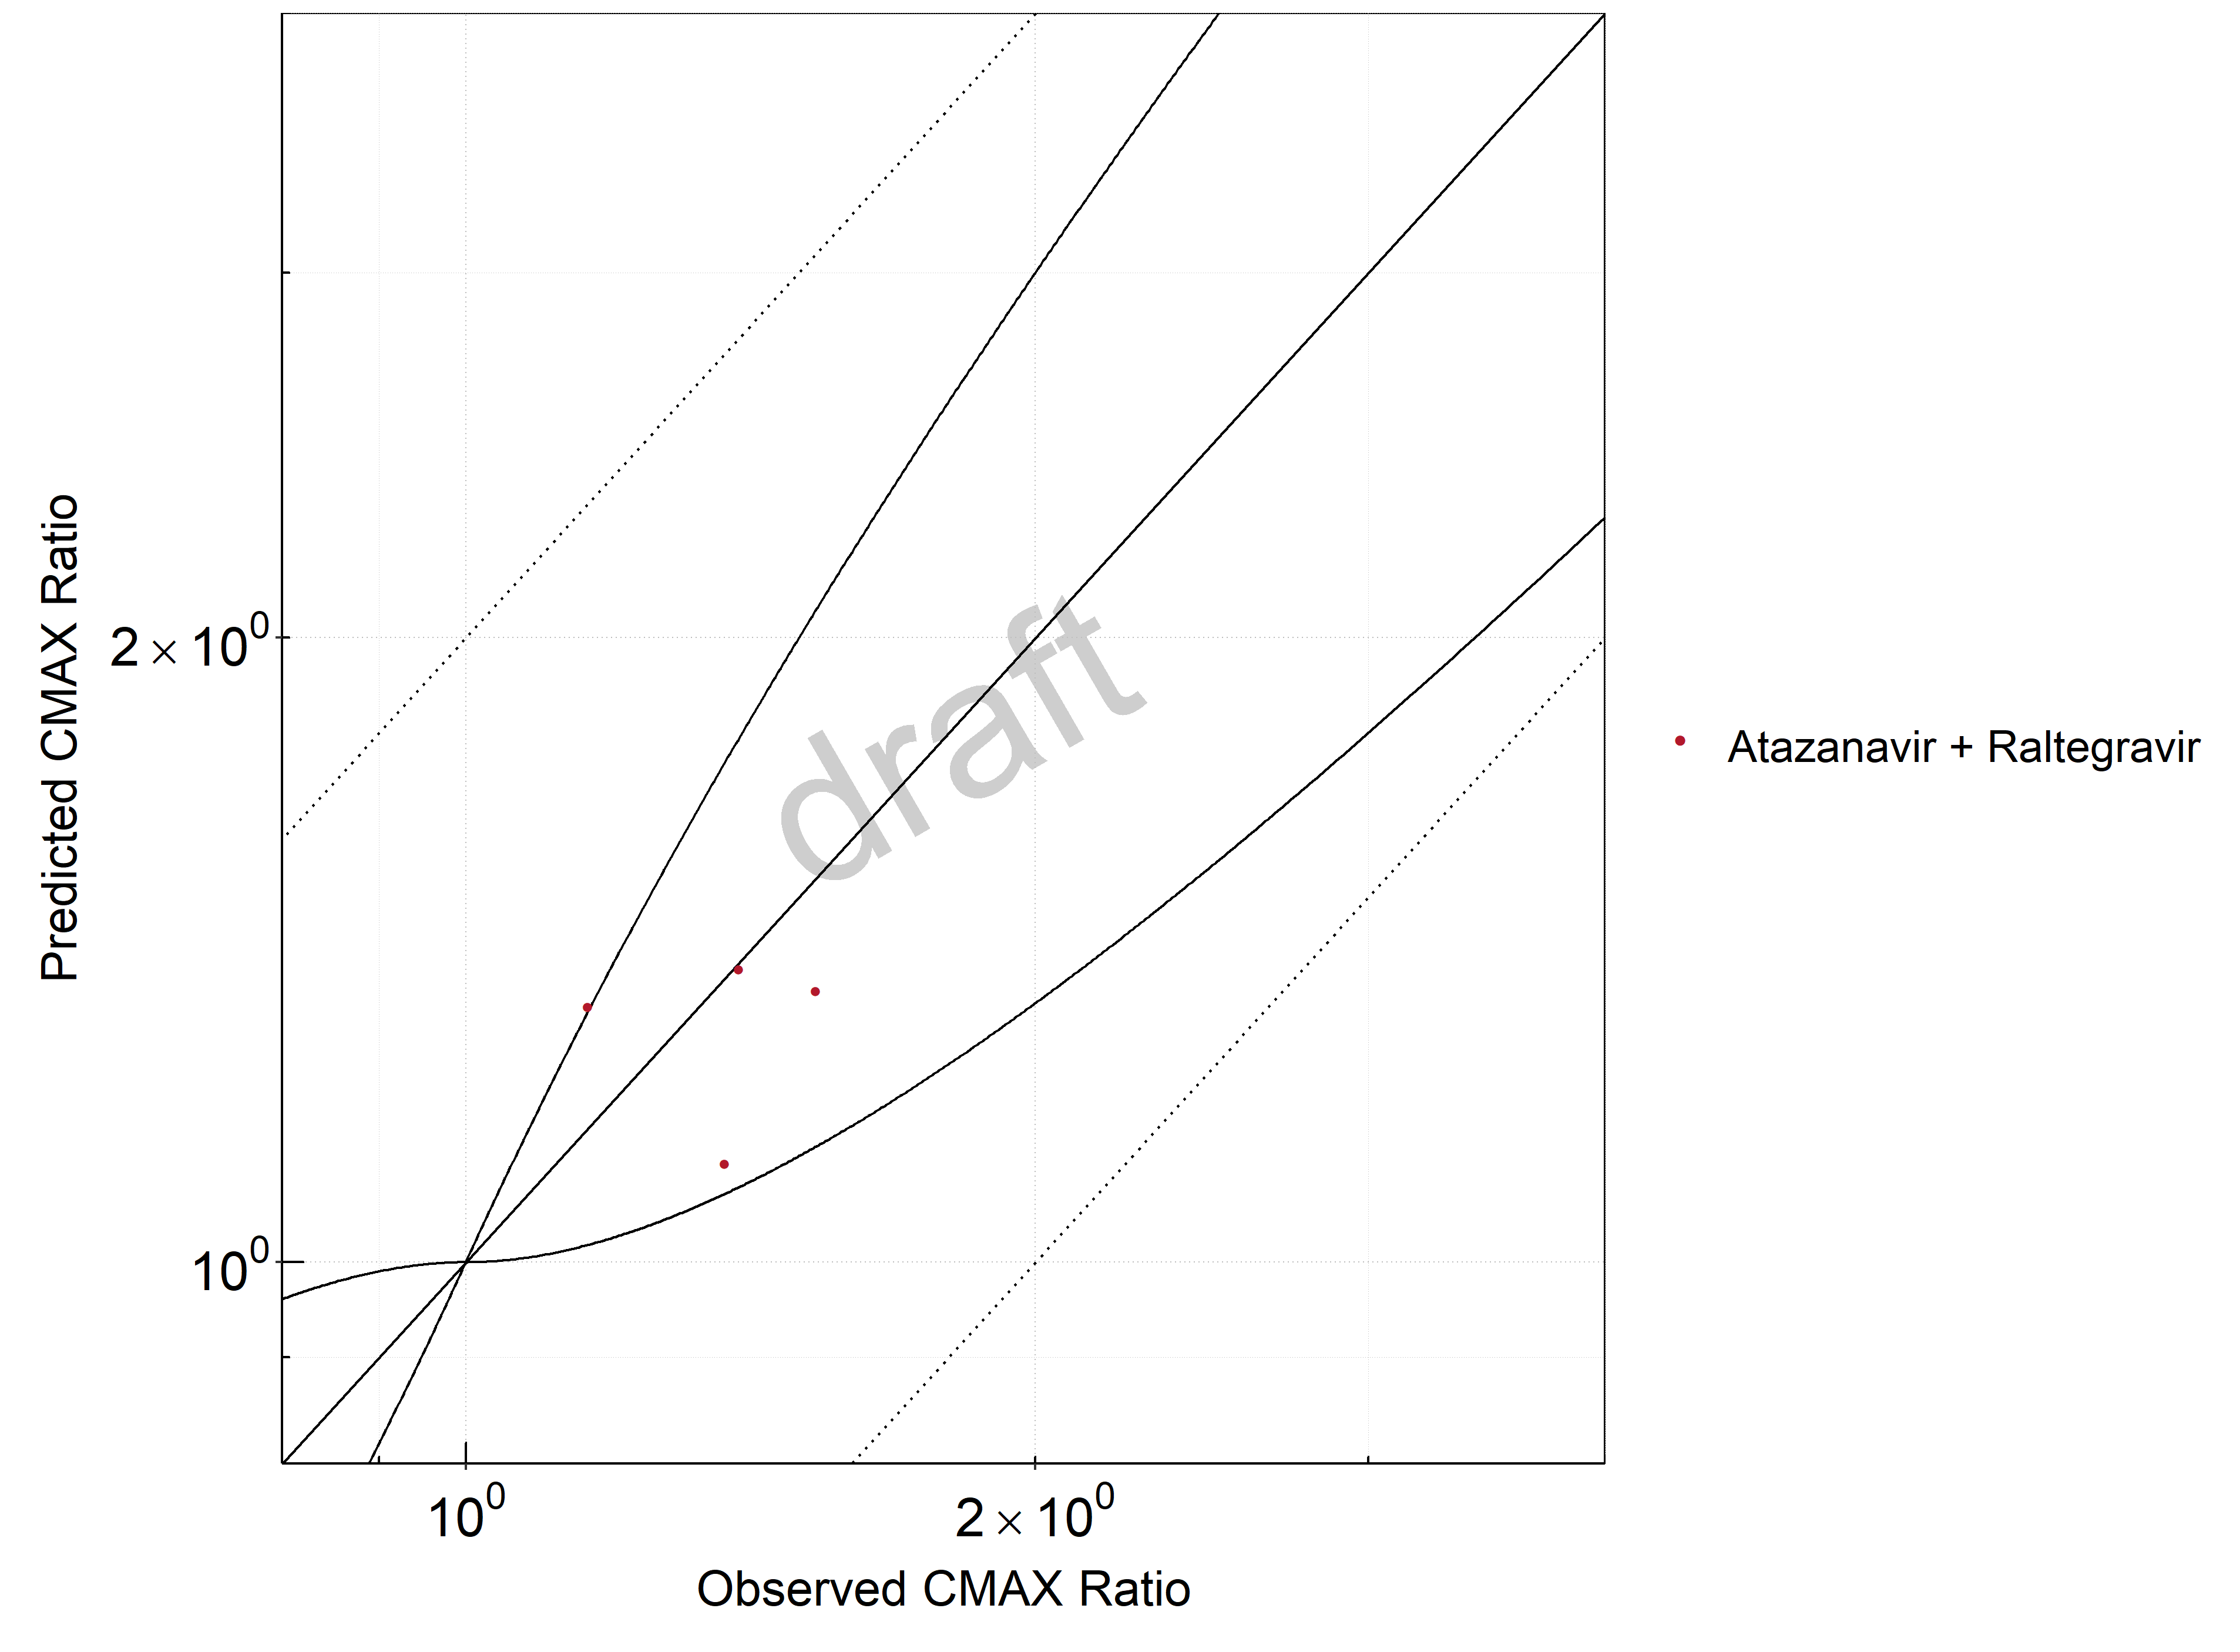 Predicted CMAX Ratio
2 × 10⁰
10⁰
draft
Atazanavir + Raltegravir
10⁰
2 × 10⁰
Observed CMAX Ratio